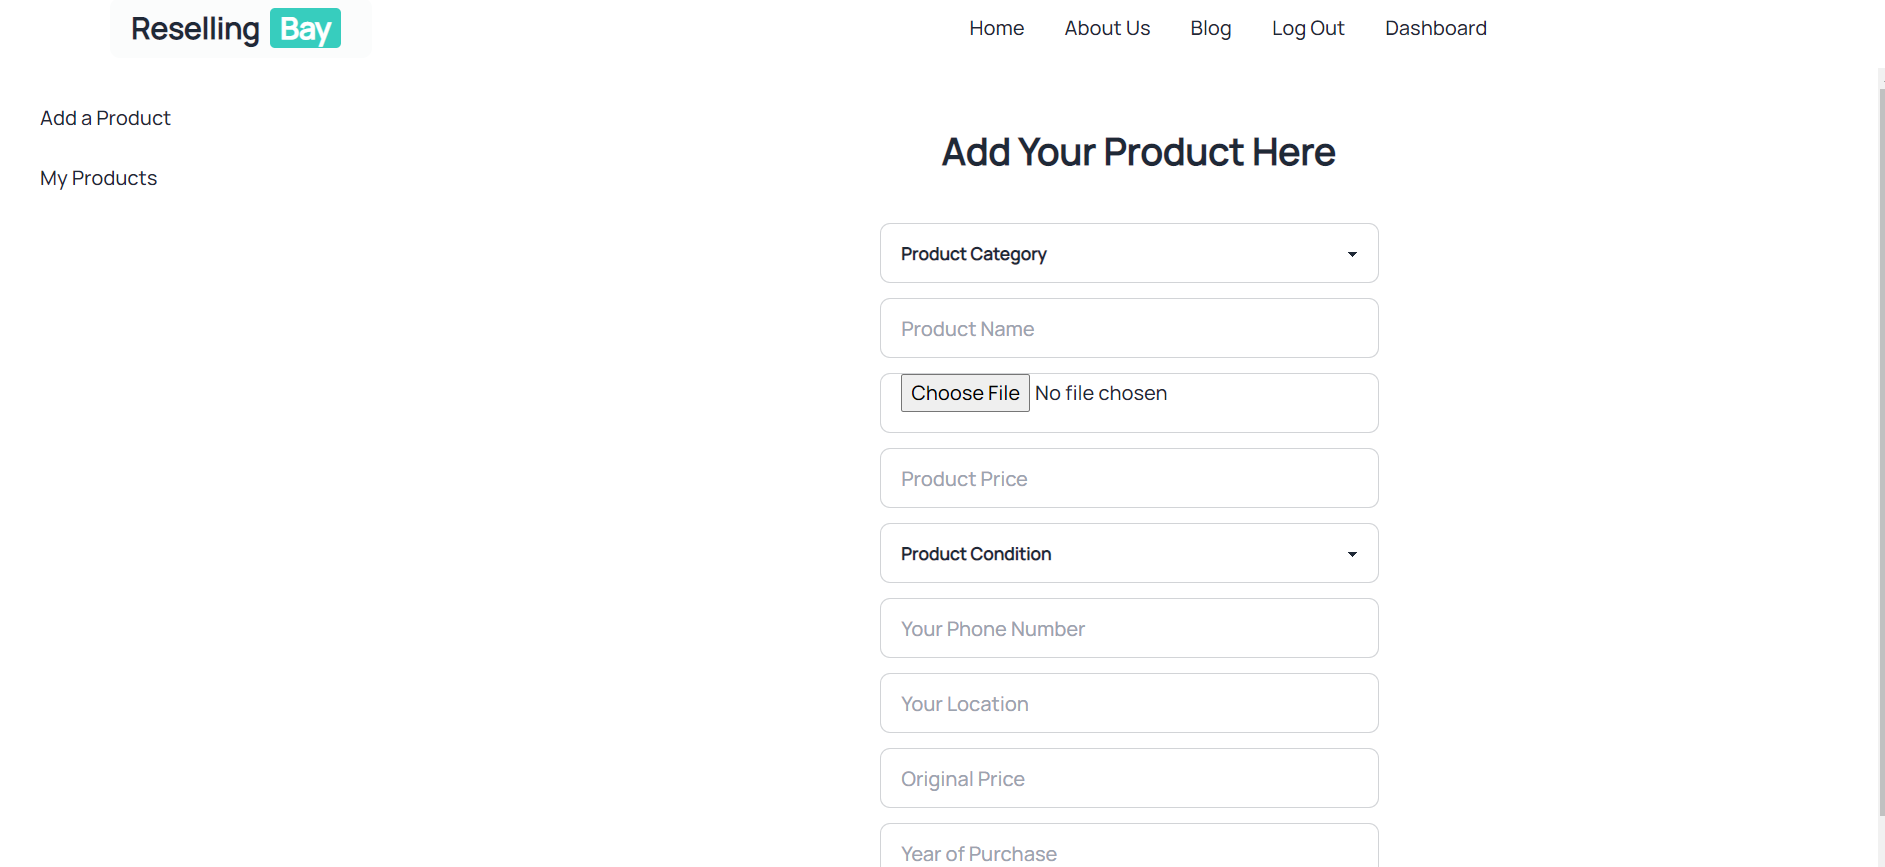 Reselling Bay
Home About Us Blog Log Out Dashboard
Add a Product
My Products
Add Your Product Here
Product Category
Product Name
Choose File No file chosen
Product Price
Product Condition
Your Phone Number
Your Location
Original Price
Year of Purchase